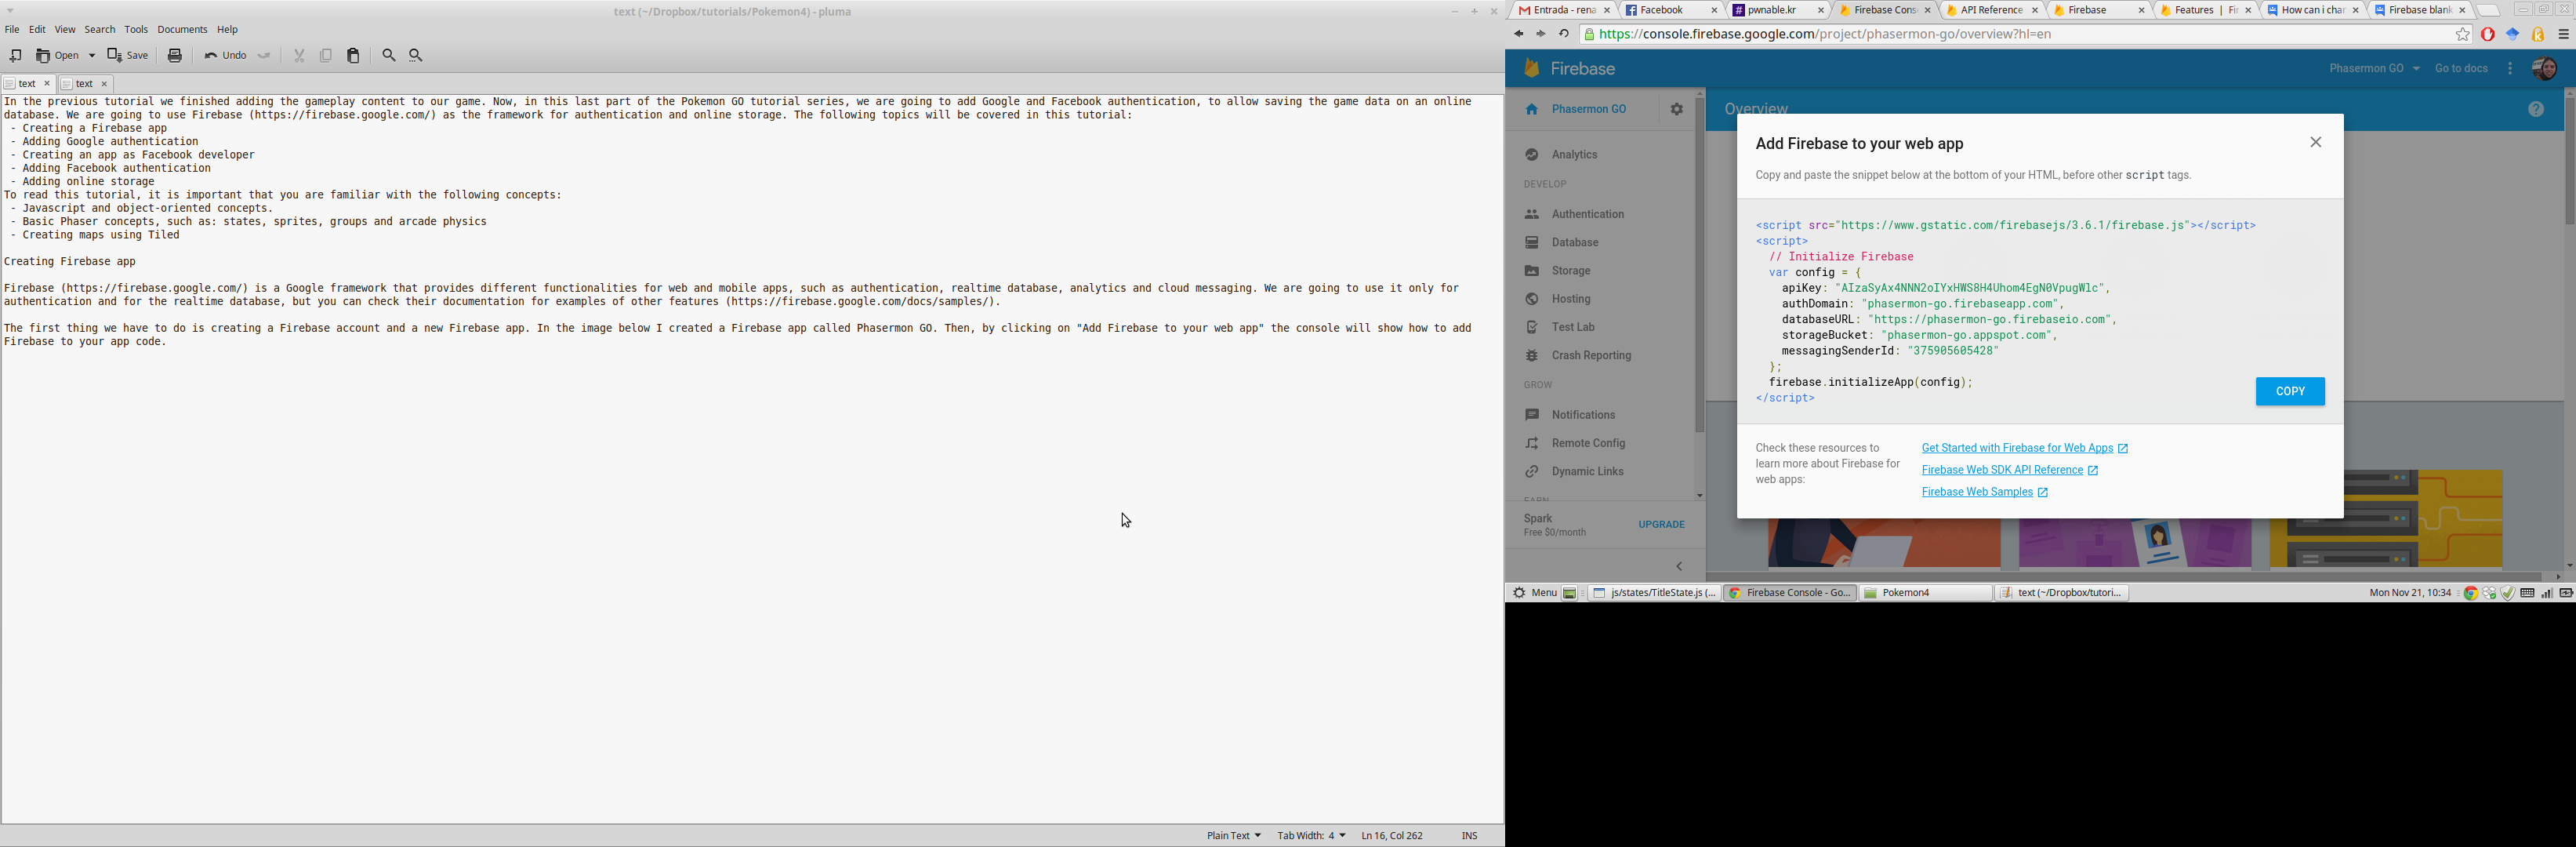 text (~/Dropbox/tutorials/Pokemon4) - pluma
File Edit View Search Tools Documents Help
Open Save Undo
text text
In the previous tutorial we finished adding the gameplay content to our game. Now, in this last part of the Pokemon GO tutorial series, we are going to add Google and Facebook authentication, to allow saving the game data on an online
database. We are going to use Firebase (https://firebase.google.com/) as the framework for authentication and online storage. The following topics will be covered in this tutorial:
- Creating a Firebase app
- Adding Google authentication
- Creating an app as Facebook developer
- Adding Facebook authentication
- Adding online storage
To read this tutorial, it is important that you are familiar with the following concepts:
- Javascript and object-oriented concepts.
- Basic Phaser concepts, such as: states, sprites, groups and arcade physics
- Creating maps using Tiled
Creating Firebase app
Firebase (https://firebase.google.com/) is a Google framework that provides different functionalities for web and mobile apps, such as authentication, realtime database, analytics and cloud messaging. We are going to use it only for
authentication and for the realtime database, but you can check their documentation for examples of other features (https://firebase.google.com/docs/samples/).
The first thing we have to do is creating a Firebase account and a new Firebase app. In the image below I created a Firebase app called Phasermon GO. Then, by clicking on "Add Firebase to your web app" the console will show how to add
Firebase to your app code.
Plain Text Tab Width: 4 Ln 16, Col 262 INS
Entrada - rena Facebook pwnable.kr Firebase Cons API Reference Firebase Features | Fir How can i char Firebase blank
https://console.firebase.google.com/project/phasermon-go/overview?hl=en
Firebase Phasermon GO Go to docs
Phasermon GO
Overview
Analytics
DEVELOP
Authentication
Database
Storage
Hosting
Test Lab
Crash Reporting
GROW
Notifications
Remote Config
Dynamic Links
EARN
Spark
Free $0/month
UPGRADE
Add Firebase to your web app
Copy and paste the snippet below at the bottom of your HTML, before other script tags.
<script src="https://www.gstatic.com/firebasejs/3.6.1/firebase.js"></script>
<script>
// Initialize Firebase
var config = {
apiKey: "AIzaSyAx4NNN2oIYxHWS8H4Uhom4EgN0VpugWlc",
authDomain: "phasermon-go.firebaseapp.com",
databaseURL: "https://phasermon-go.firebaseio.com",
storageBucket: "phasermon-go.appspot.com",
messagingSenderId: "375905605428"
};
firebase.initializeApp(config);
</script>
COPY
Check these resources to
learn more about Firebase for
web apps:
Get Started with Firebase for Web Apps
Firebase Web SDK API Reference
Firebase Web Samples
Menu js/states/TitleState.js (... Firebase Console - Go... Pokemon4 text (~/Dropbox/tutori... Mon Nov 21, 10:34